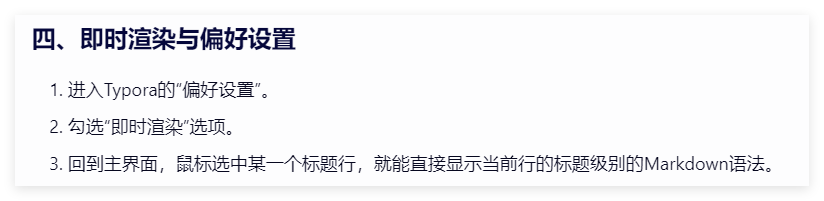 四、即时渲染与偏好设置
1. 进入Typora的“偏好设置”。
2. 勾选“即时渲染”选项。
3. 回到主界面，鼠标选中某一个标题行，就能直接显示当前行的标题级别的Markdown语法。